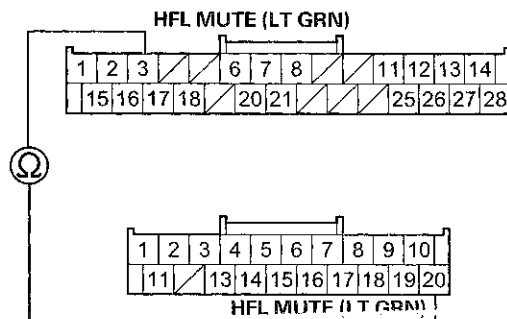 HFL MUTE (LT GRN)
1 2 3 6 7 8 11 12 13 14
15 16 17 18 20 21 25 26 27 28
Ω
1 2 3 4 5 6 7 8 9 10
11 13 14 15 16 17 18 19 20
HFL MUTE (LT GRN)